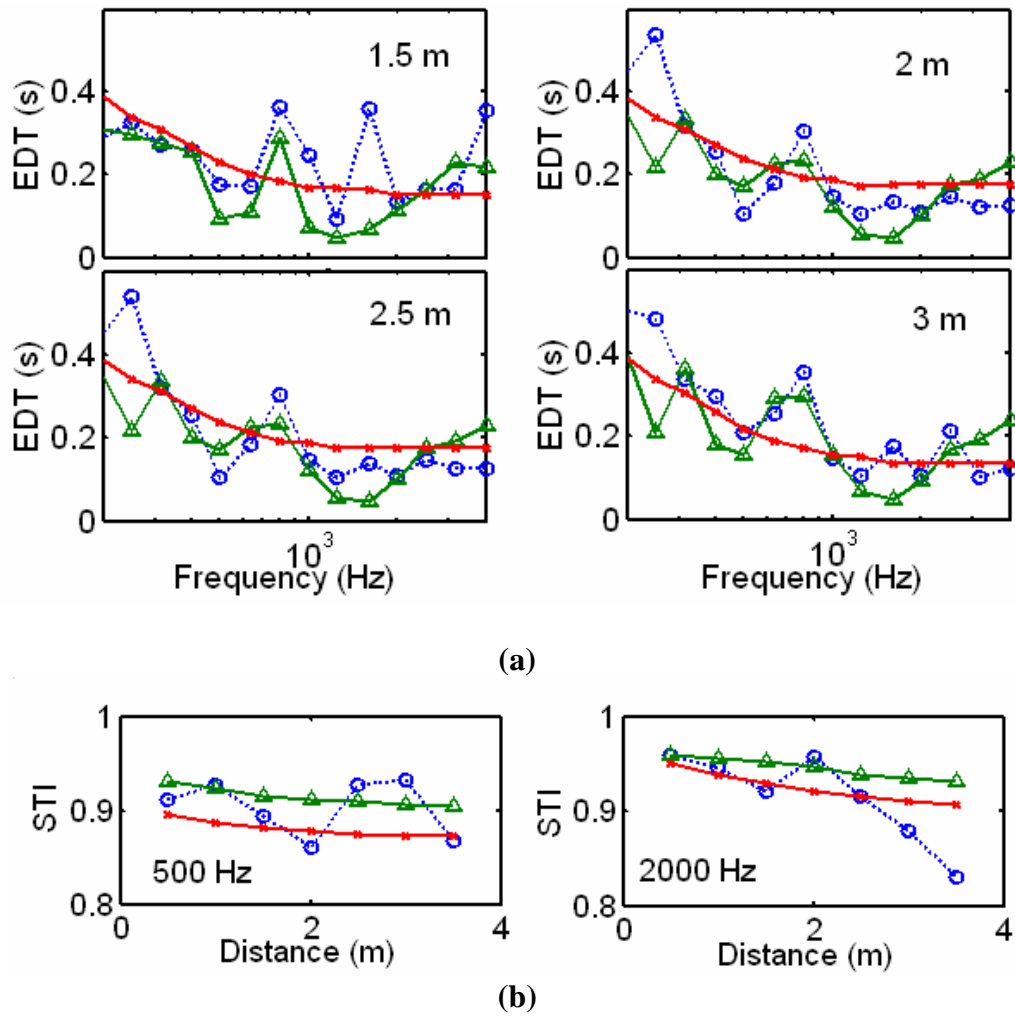 1.5 m
2 m
EDT (s)
0.4
0.2
0
EDT (s)
0.4
0.2
0
2.5 m
3 m
EDT (s)
0.4
0.2
0
EDT (s)
0.4
0.2
0
10³
Frequency (Hz)
10³
Frequency (Hz)
(a)
STI
1
0.9
0.8
500 Hz
0 2 4
Distance (m)
STI
1
0.9
0.8
2000 Hz
0 2 4
Distance (m)
(b)